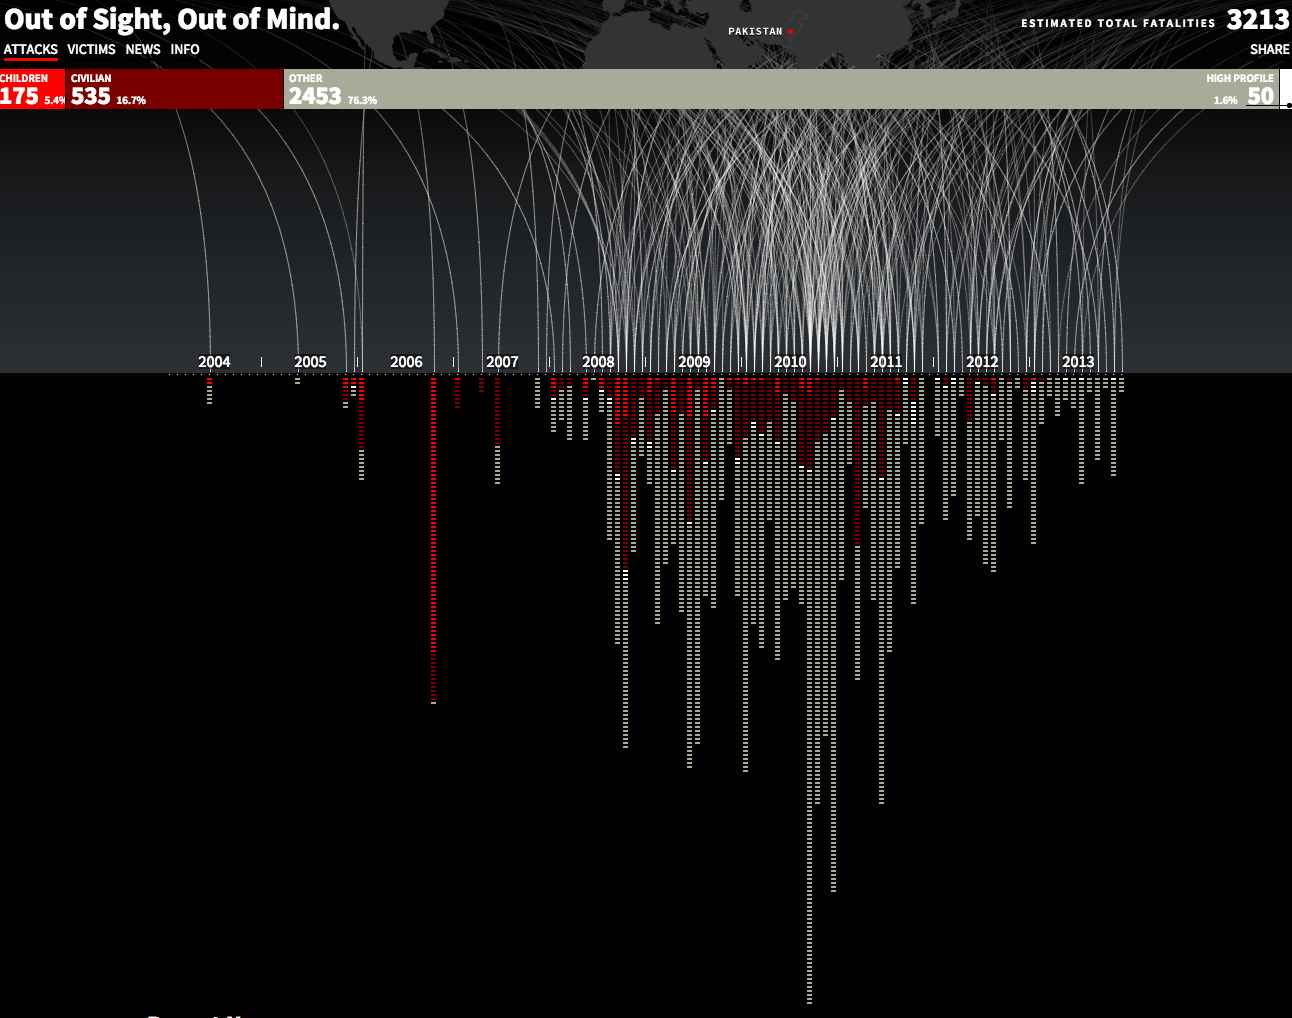 Out of Sight, Out of Mind.
ATTACKS VICTIMS NEWS INFO
PAKISTAN
ESTIMATED TOTAL FATALITIES 3213
SHARE
CHILDREN
175 5.4%
CIVILIAN
535 16.7%
OTHER
2453 76.3%
HIGH PROFILE
1.6% 50
2004 2005 2006 2007 2008 2009 2010 2011 2012 2013